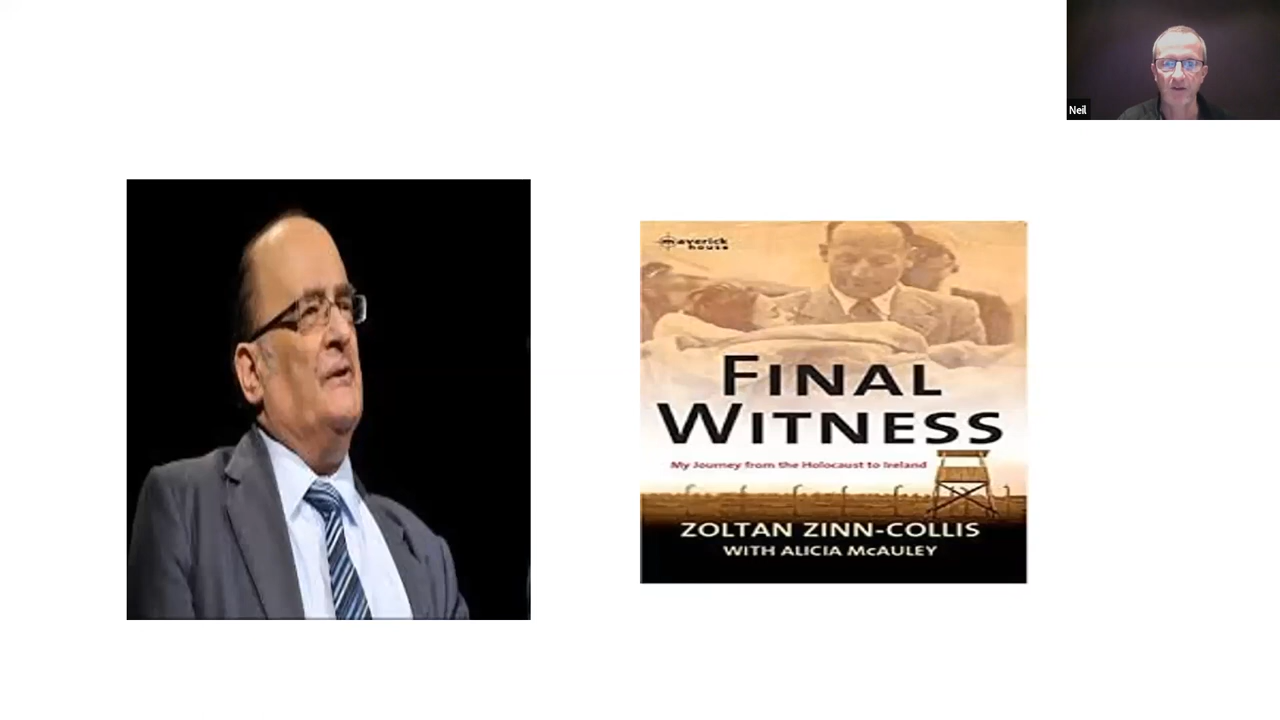 Neil
maverick
house
FINAL
WITNESS
My Journey from the Holocaust to Ireland
ZOLTAN ZINN-COLLIS
WITH ALICIA McAULEY